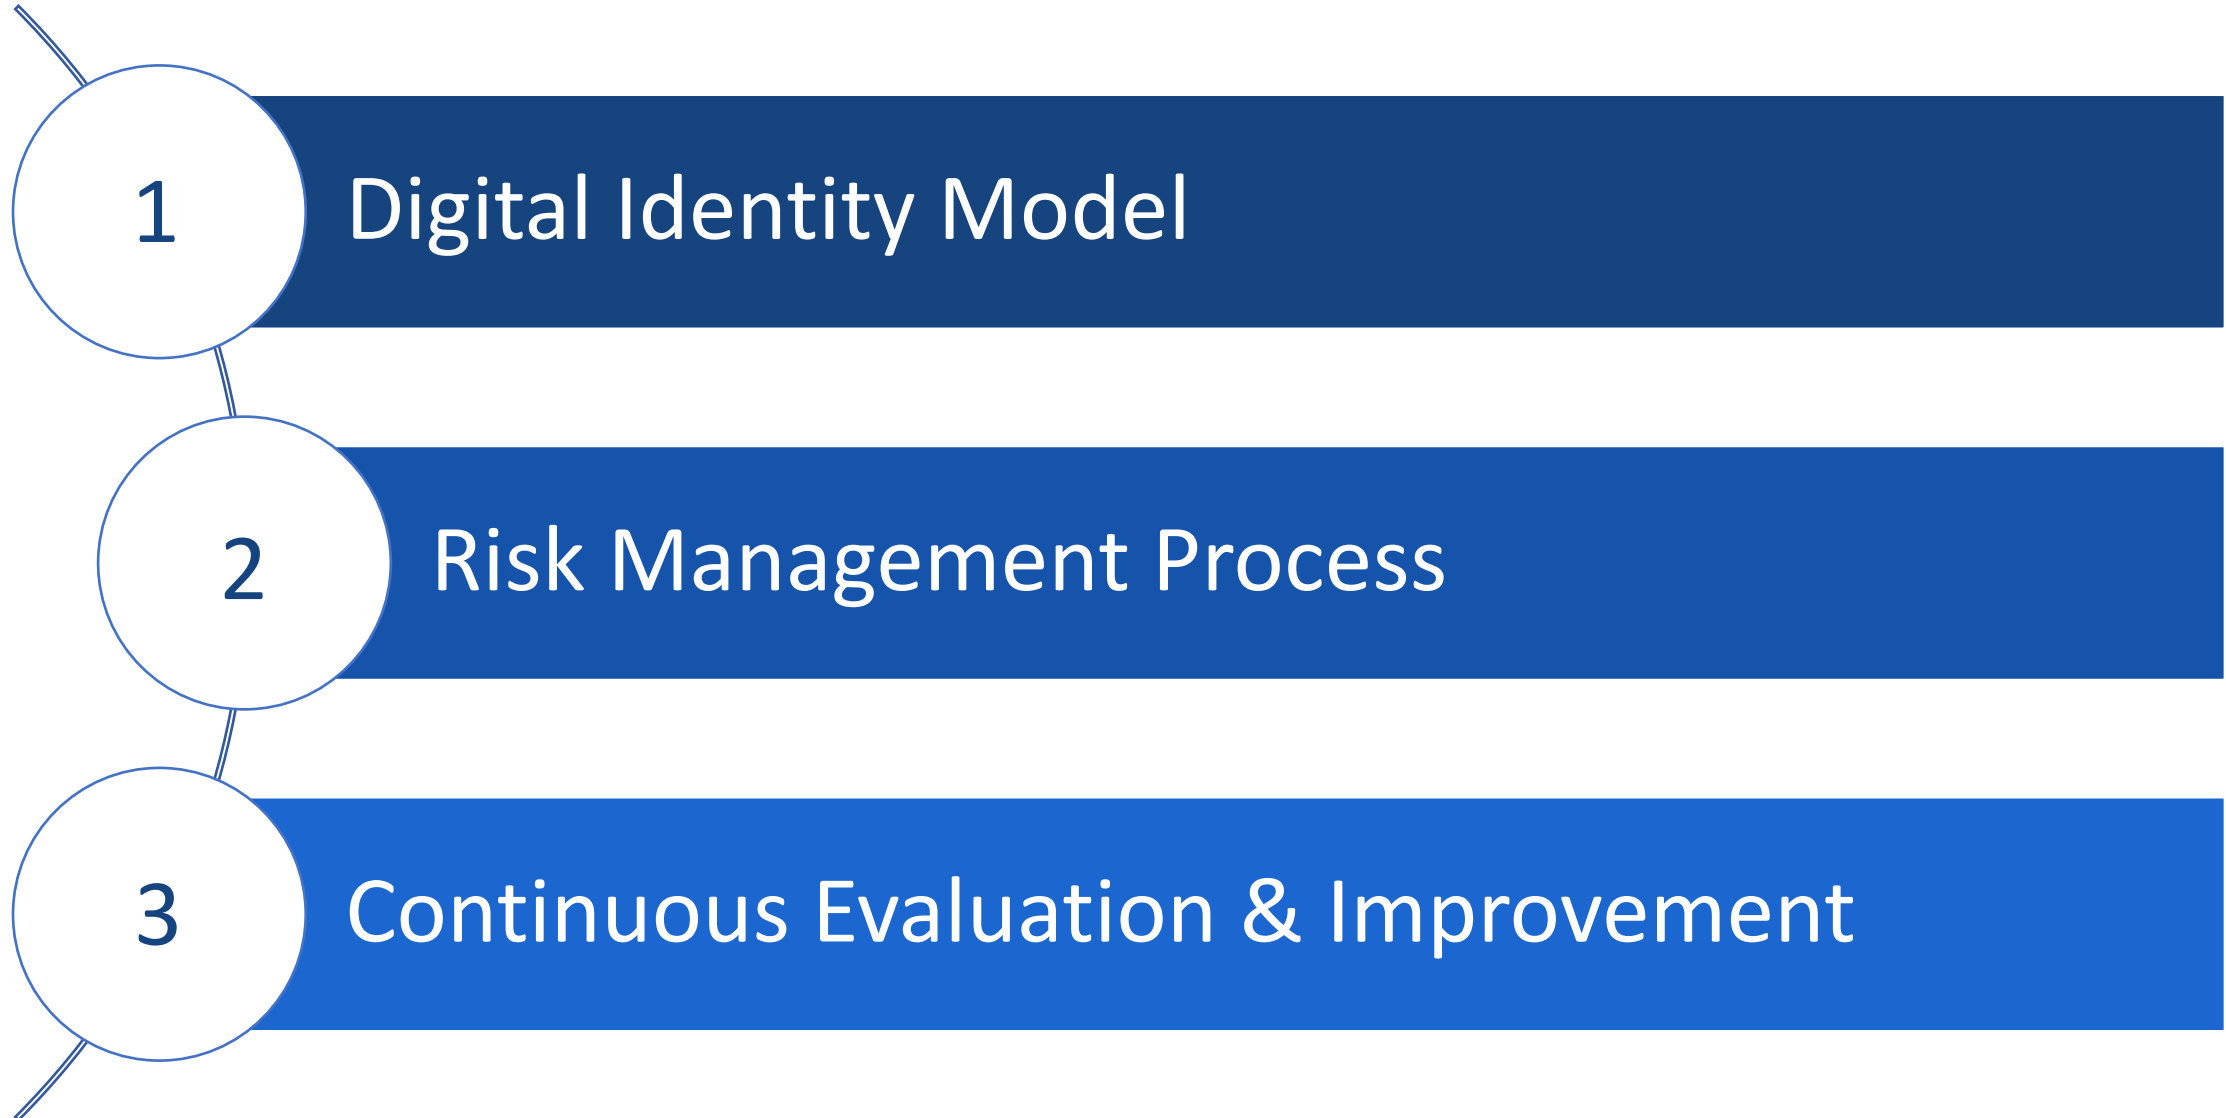 1
Digital Identity Model
2
Risk Management Process
3
Continuous Evaluation & Improvement